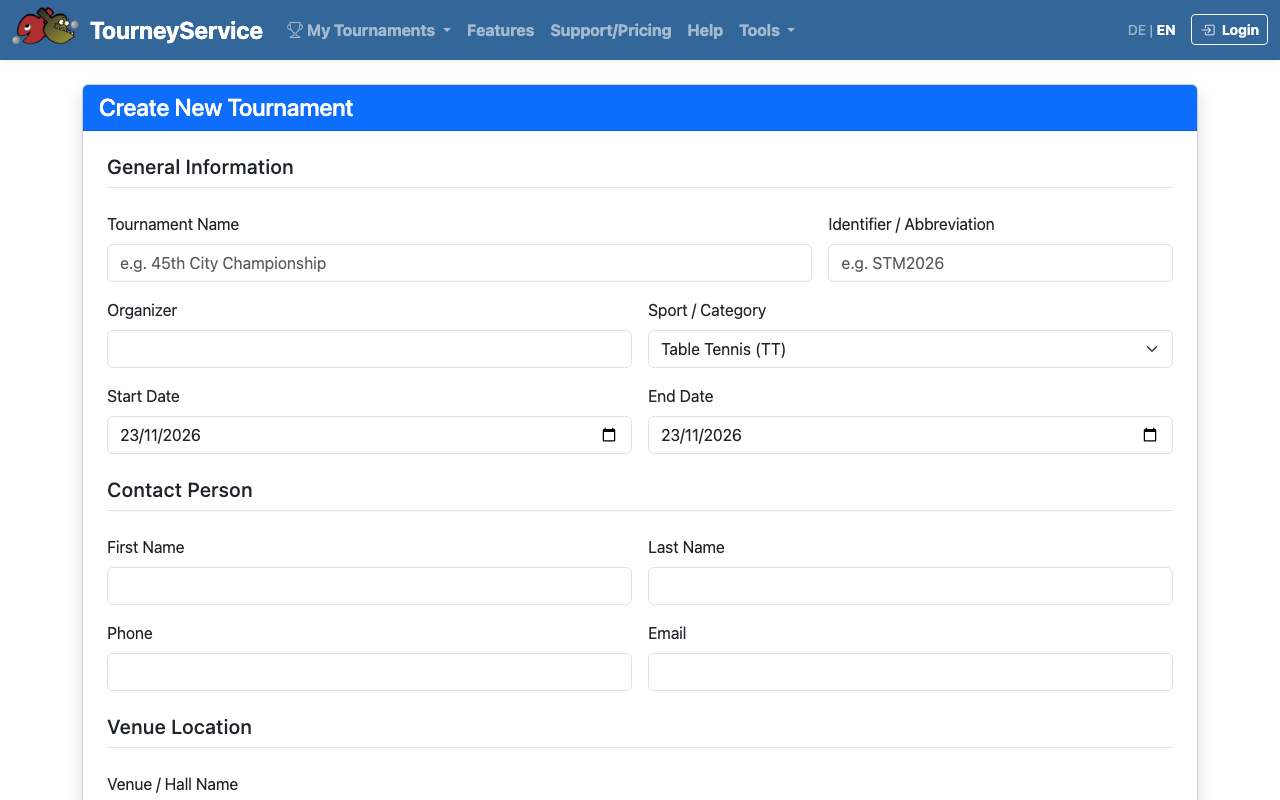 TourneyService My Tournaments Features Support/Pricing Help Tools DE | EN Login
Create New Tournament
General Information
Tournament Name Identifier / Abbreviation
e.g. 45th City Championship e.g. STM2026
Organizer Sport / Category
Table Tennis (TT)
Start Date End Date
23/11/2026 23/11/2026
Contact Person
First Name Last Name
Phone Email
Venue Location
Venue / Hall Name